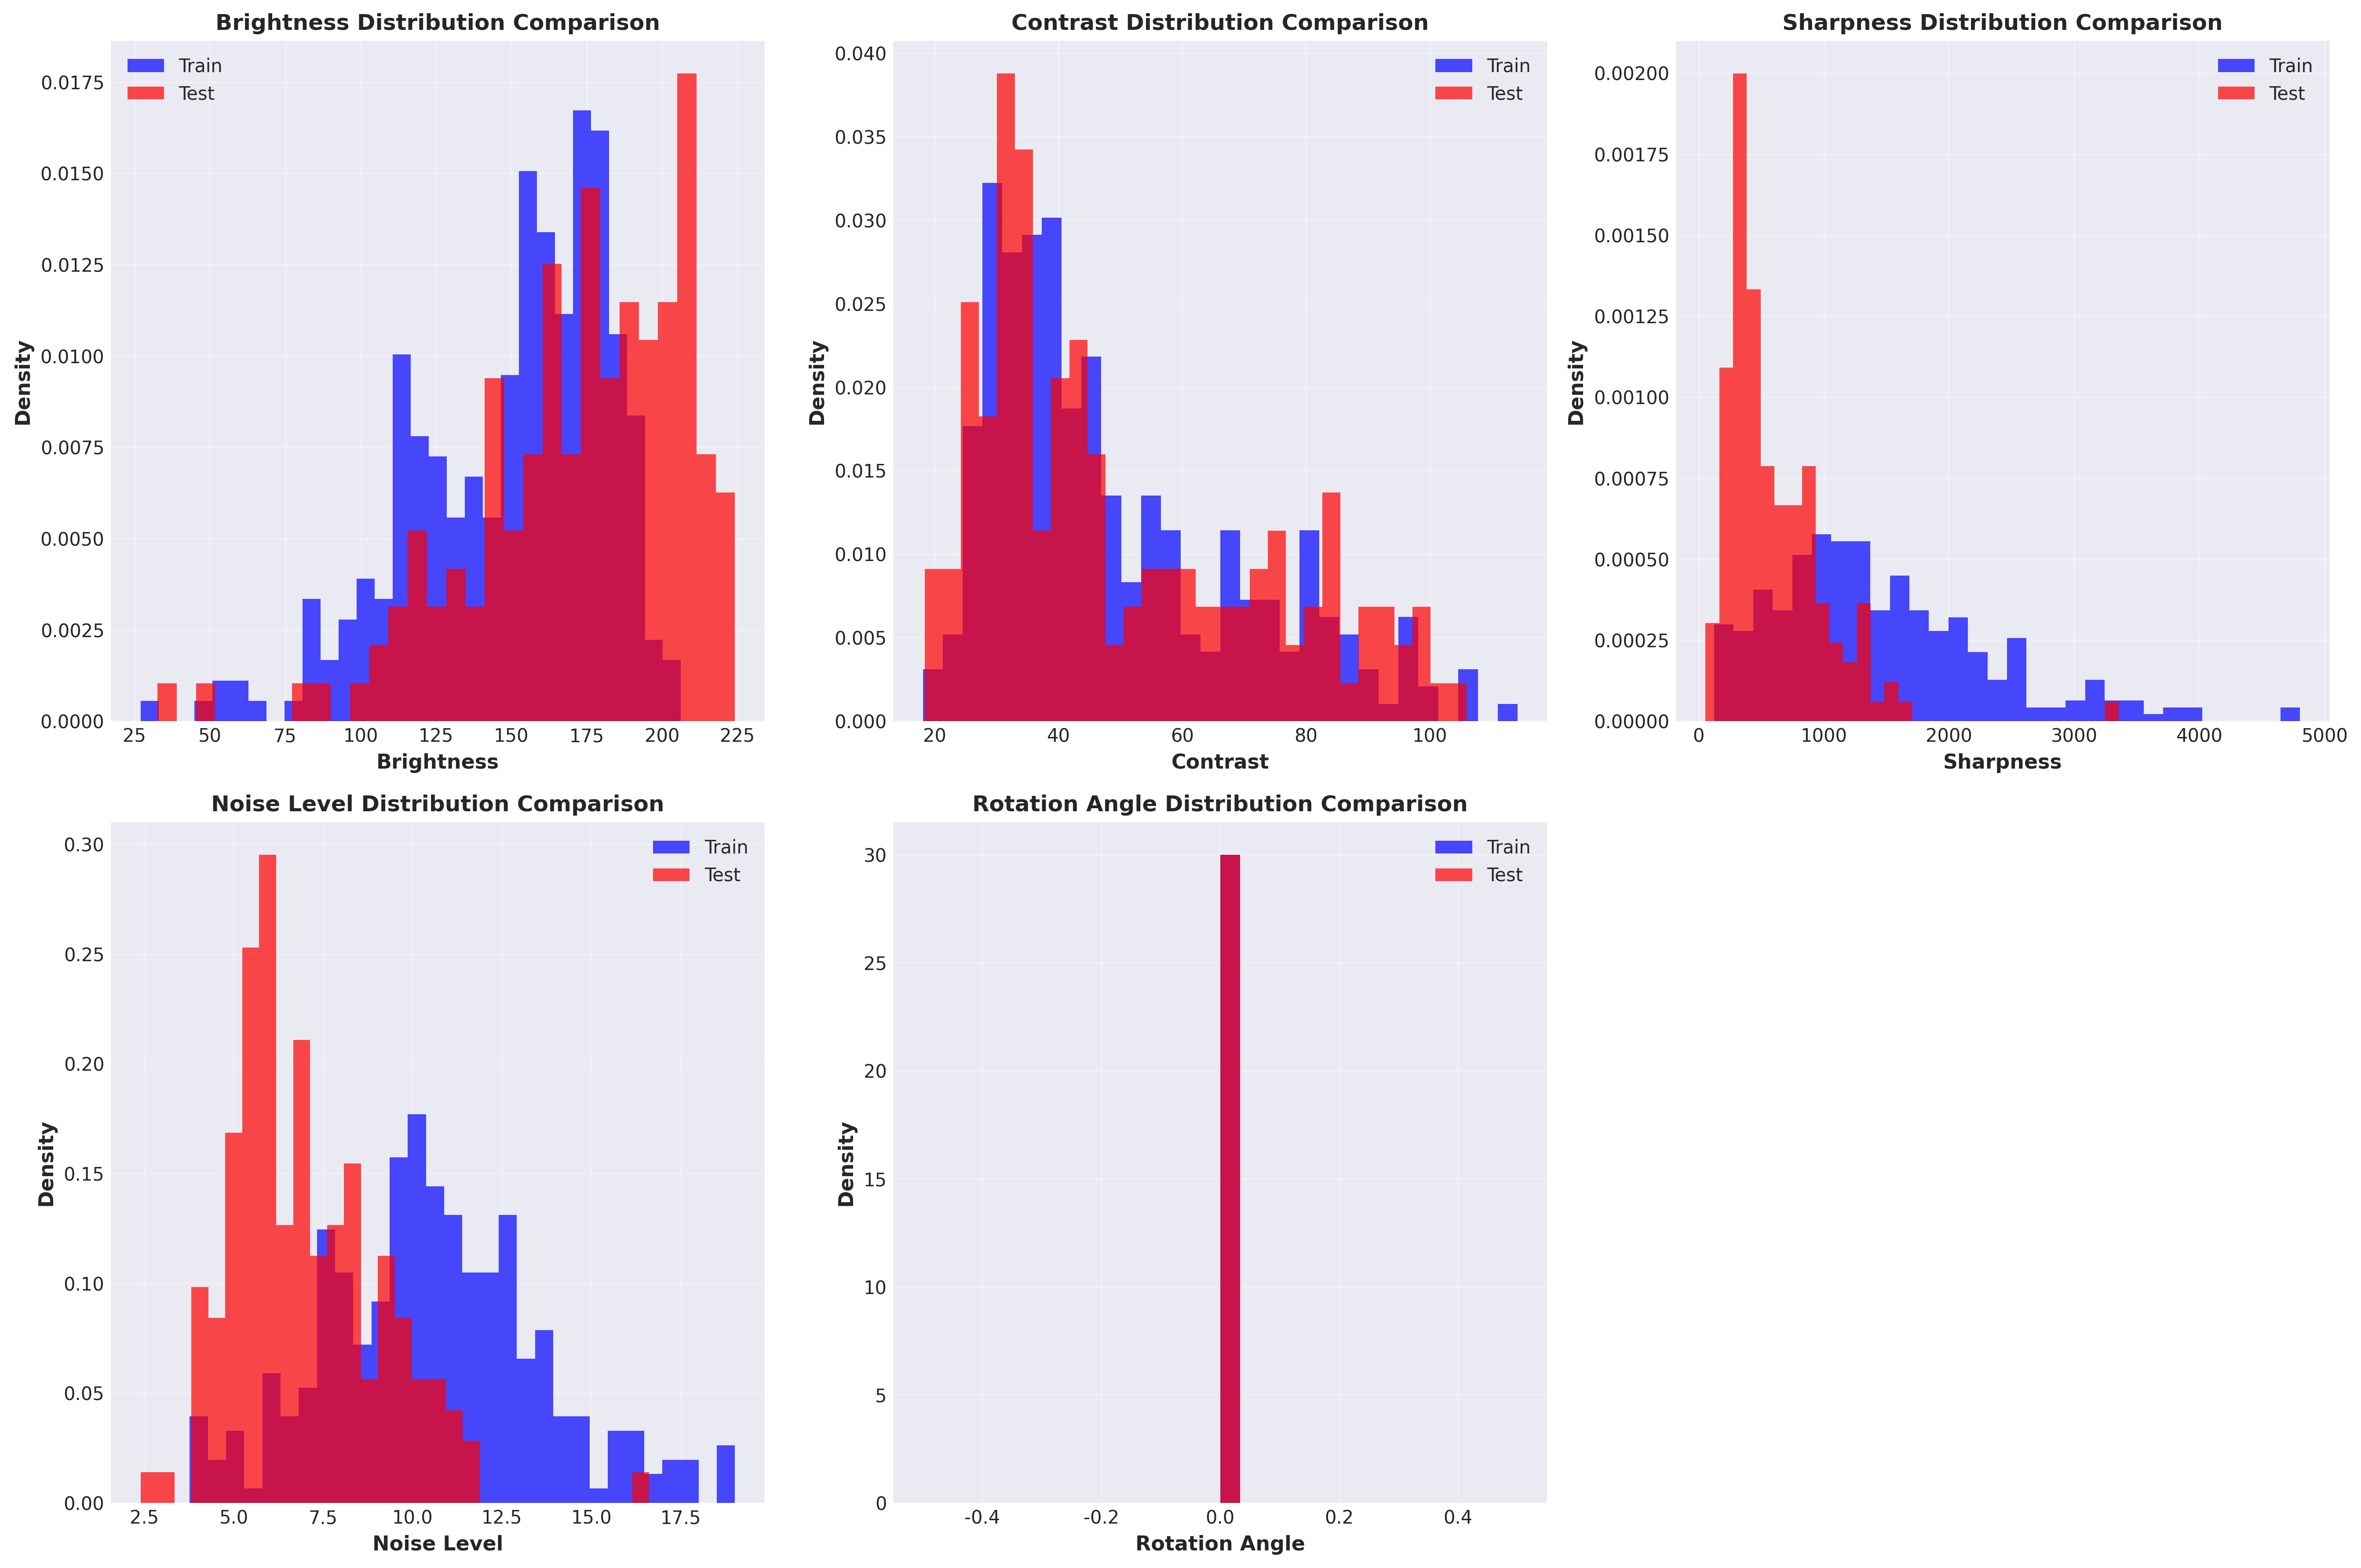 Brightness Distribution Comparison
Train
Test
0.0175
0.0150
0.0125
0.0100
0.0075
0.0050
0.0025
0.0000
Density
25 50 75 100 125 150 175 200 225
Brightness
Contrast Distribution Comparison
Train
Test
0.040
0.035
0.030
0.025
0.020
0.015
0.010
0.005
0.000
Density
20 40 60 80 100
Contrast
Sharpness Distribution Comparison
Train
Test
0.00200
0.00175
0.00150
0.00125
0.00100
0.00075
0.00050
0.00025
0.00000
Density
0 1000 2000 3000 4000 5000
Sharpness
Noise Level Distribution Comparison
Train
Test
0.30
0.25
0.20
0.15
0.10
0.05
0.00
Density
2.5 5.0 7.5 10.0 12.5 15.0 17.5
Noise Level
Rotation Angle Distribution Comparison
Train
Test
30
25
20
15
10
5
0
Density
-0.4 -0.2 0.0 0.2 0.4
Rotation Angle